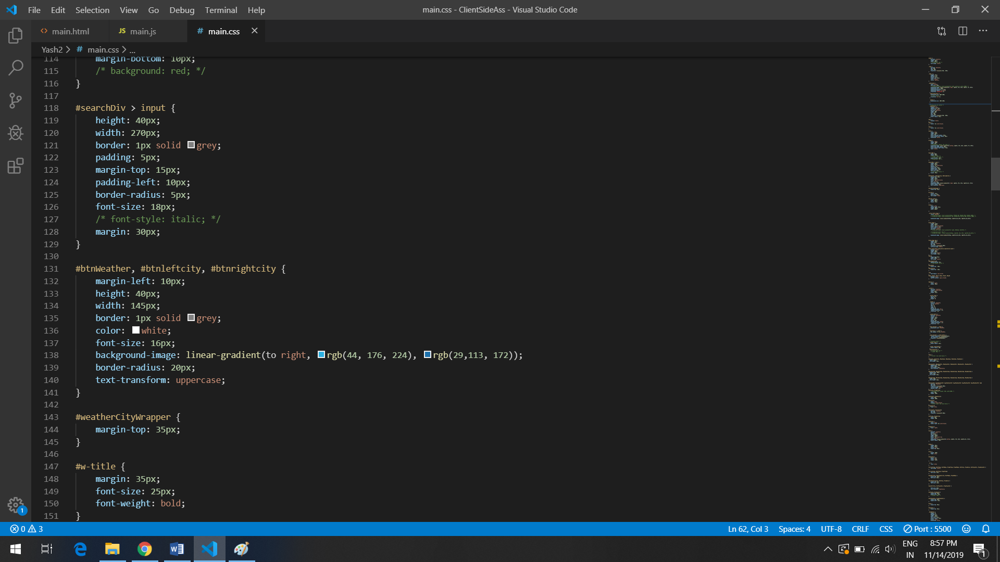 File Edit Selection View Go Debug Terminal Help main.css - ClientSideAss - Visual Studio Code
<> main.html JS main.js # main.css
Yash2 > # main.css > ...
114 margin-bottom: 10px;
115 /* background: red; */
116 }
117
118 #searchDiv > input {
119 height: 40px;
120 width: 270px;
121 border: 1px solid grey;
122 padding: 5px;
123 margin-top: 15px;
124 padding-left: 10px;
125 border-radius: 5px;
126 font-size: 18px;
127 /* font-style: italic; */
128 margin: 30px;
129 }
130
131 #btnWeather, #btnleftcity, #btnrightcity {
132 margin-left: 10px;
133 height: 40px;
134 width: 145px;
135 border: 1px solid grey;
136 color: white;
137 font-size: 16px;
138 background-image: linear-gradient(to right, rgb(44, 176, 224), rgb(29,113, 172));
139 border-radius: 20px;
140 text-transform: uppercase;
141 }
142
143 #weatherCityWrapper {
144 margin-top: 35px;
145 }
146
147 #w-title {
148 margin: 35px;
149 font-size: 25px;
150 font-weight: bold;
151 }
1
0 3 Ln 62, Col 3 Spaces: 4 UTF-8 CRLF CSS Port : 5500
ENG 8:57 PM
IN 11/14/2019 1